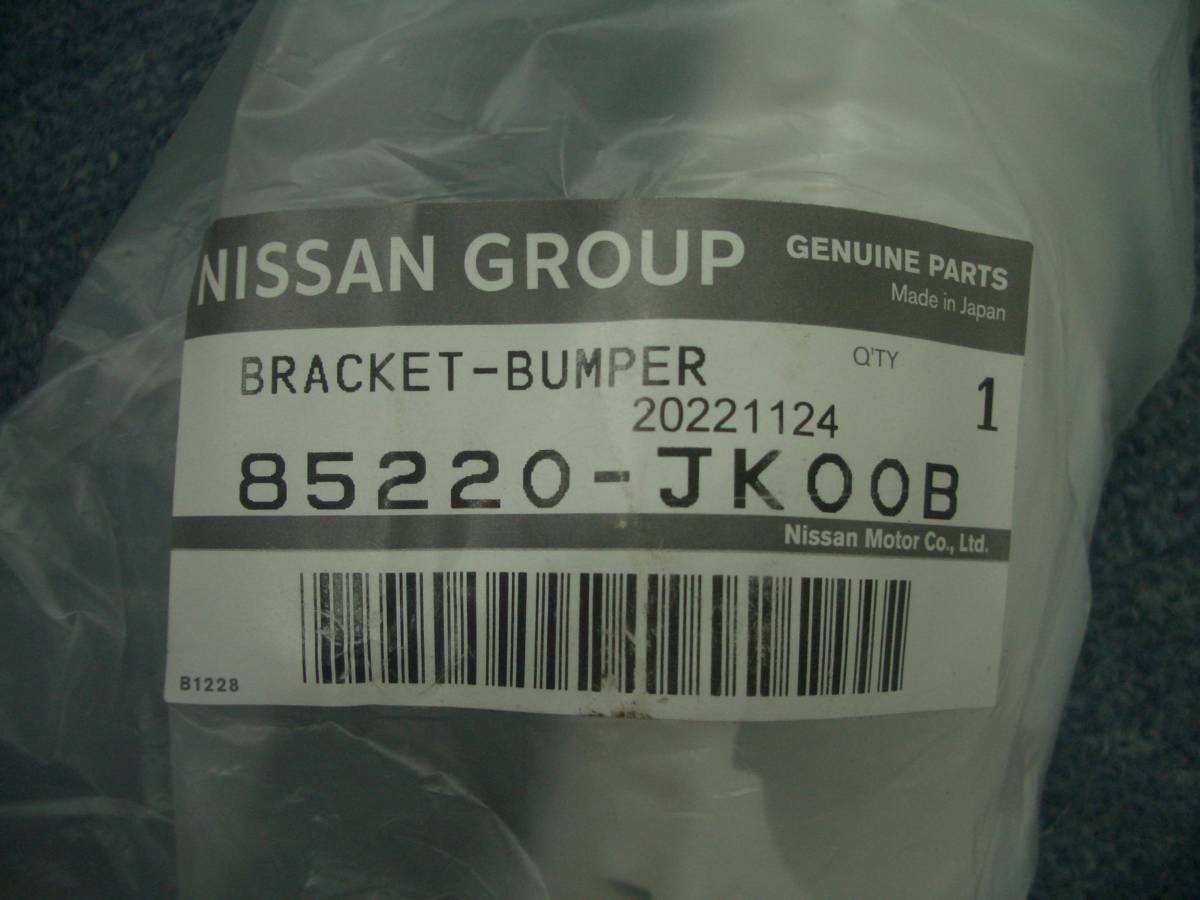 NISSAN GROUP
GENUINE PARTS
Made in Japan
BRACKET-BUMPER
Q'TY
1
20221124
85220-JK00B
Nissan Motor Co., Ltd.
B1228